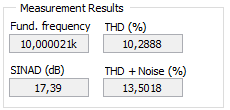 Measurement Results
Fund. frequency THD (%)
10,000021k 10,2888
SINAD (dB) THD + Noise (%)
17,39 13,5018